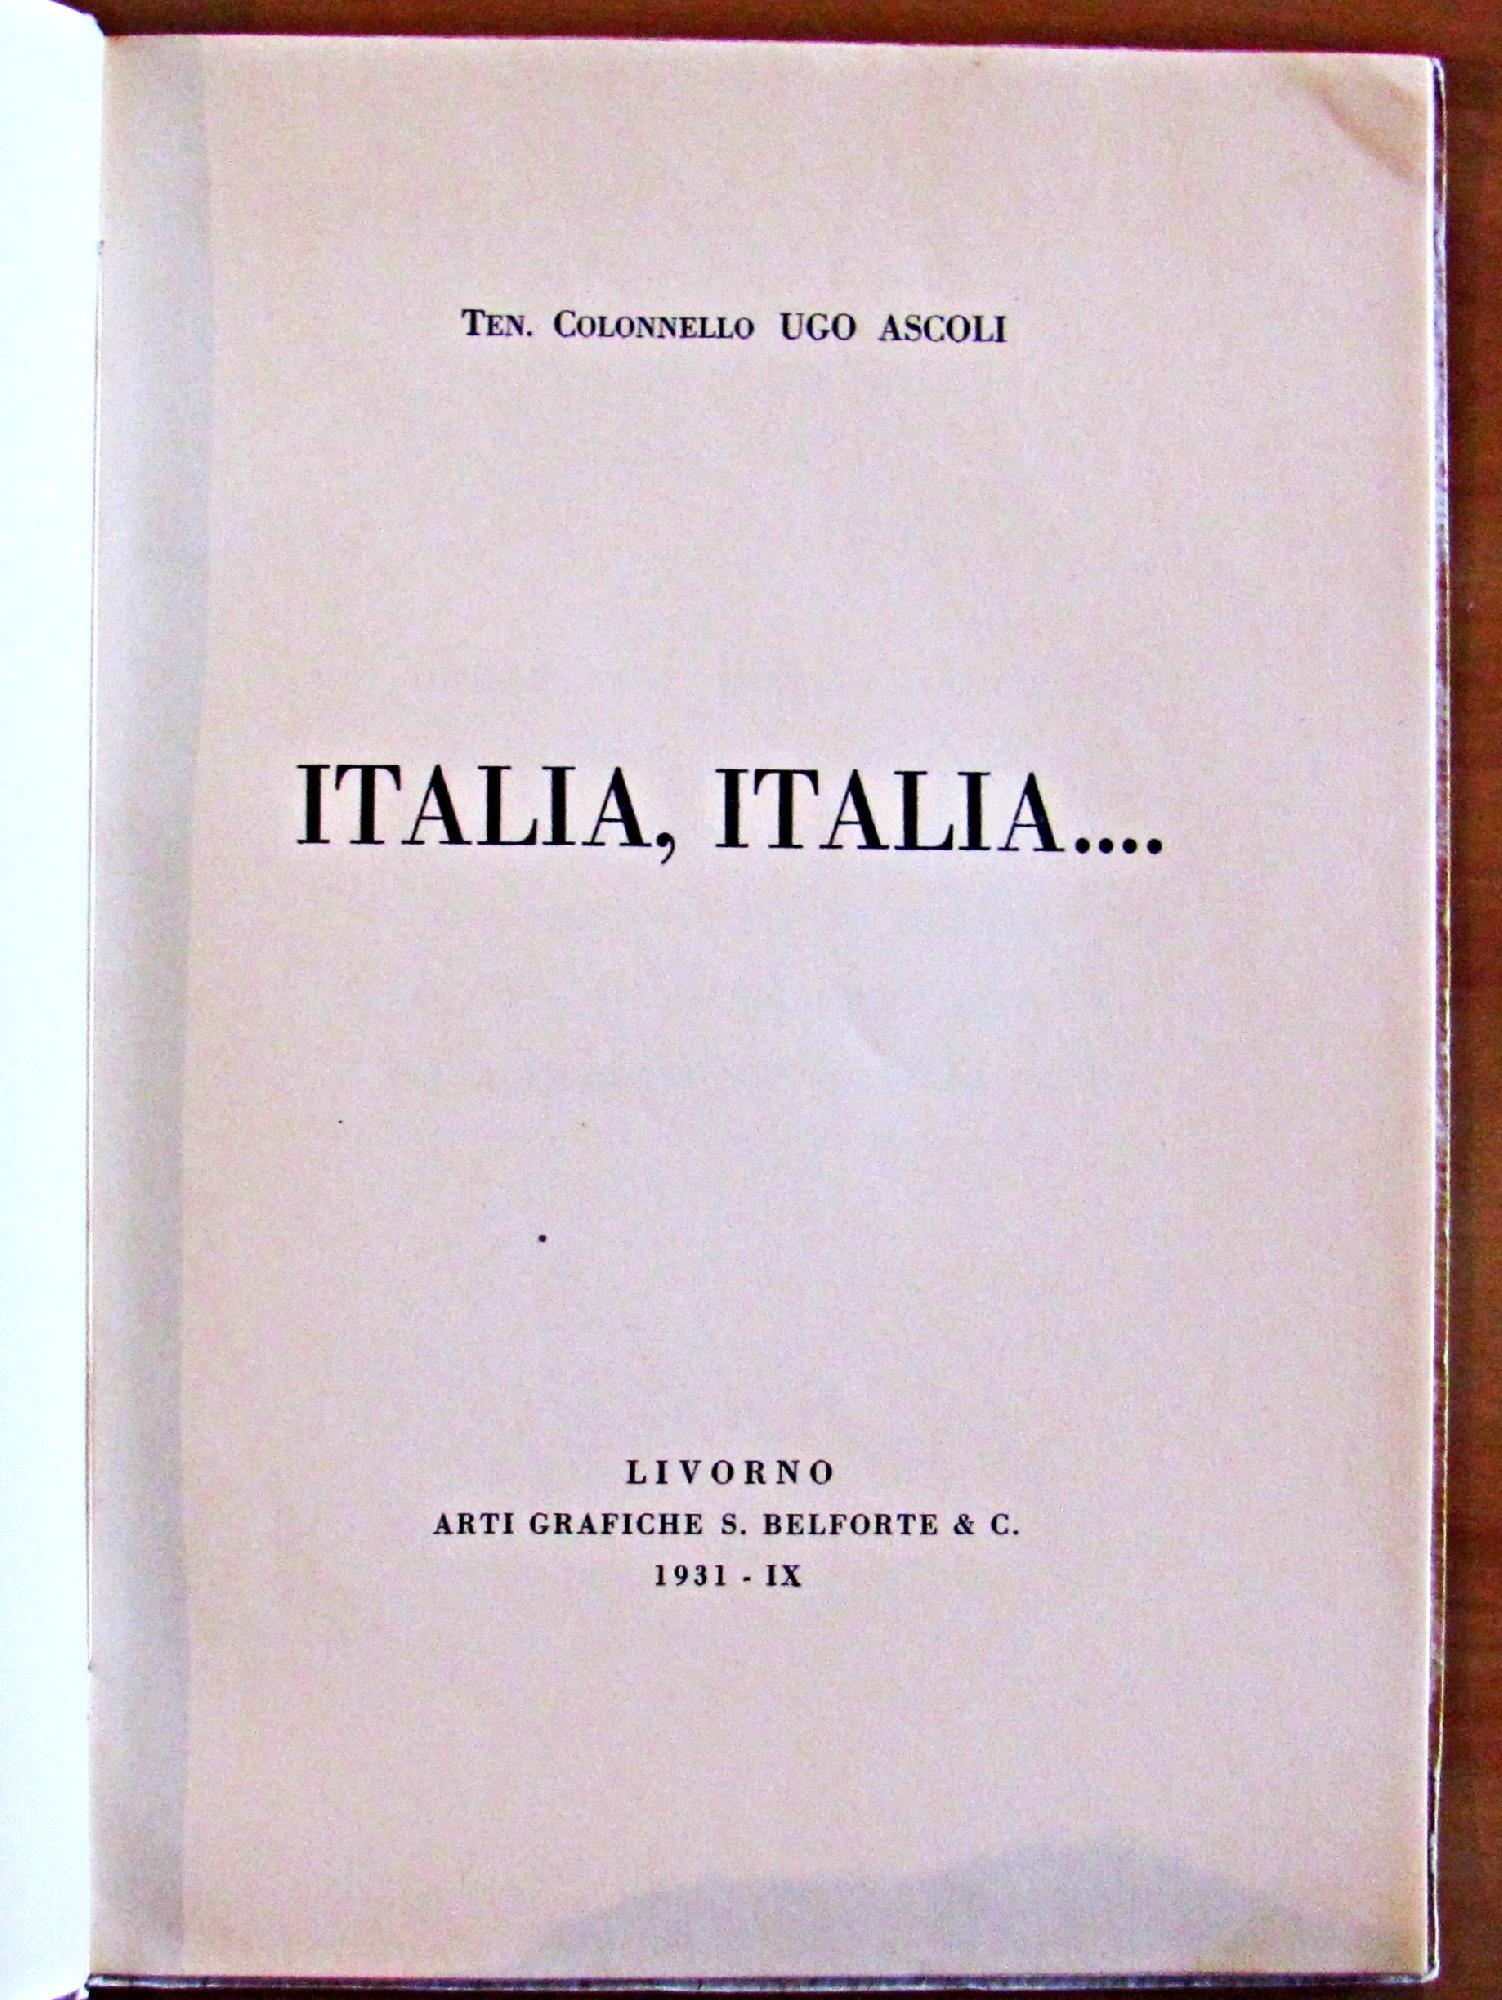 Ten. Colonnello UGO ASCOLI
ITALIA, ITALIA....
LIVORNO
ARTI GRAFICHE S. BELFORTE & C.
1931 - IX